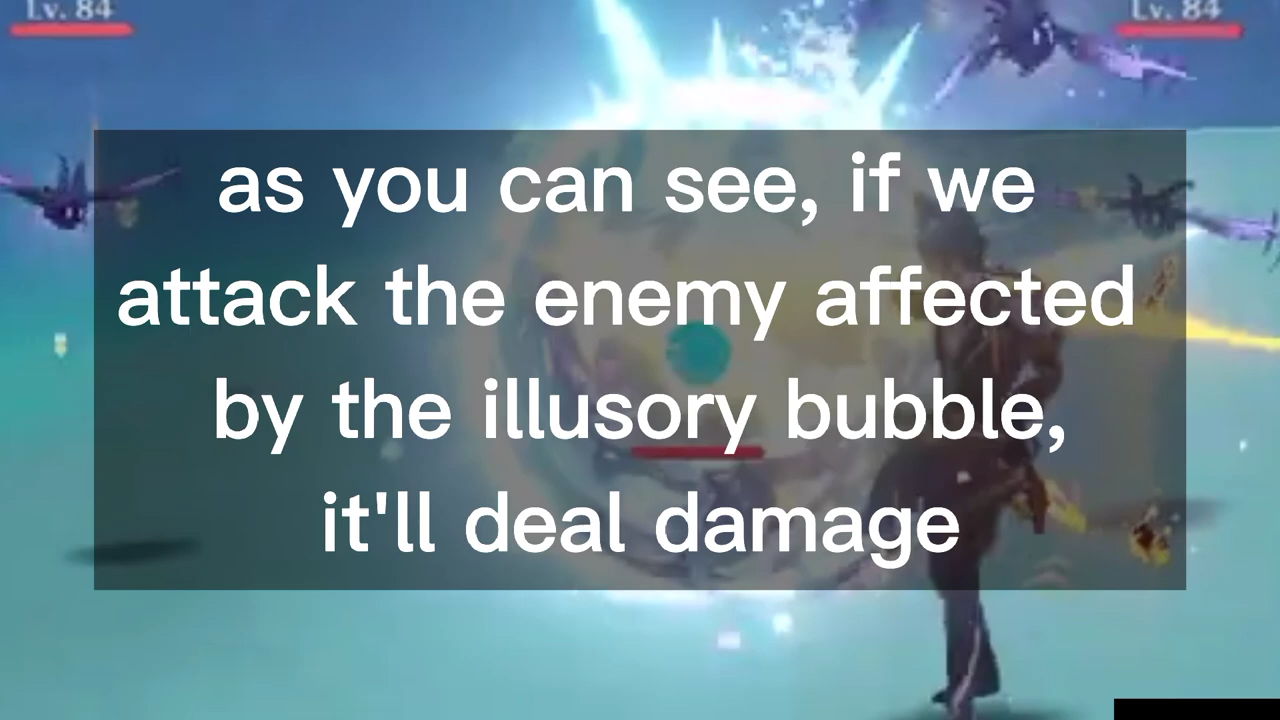 Lv. 84
Lv. 84
as you can see, if we
attack the enemy affected
by the illusory bubble,
it'll deal damage